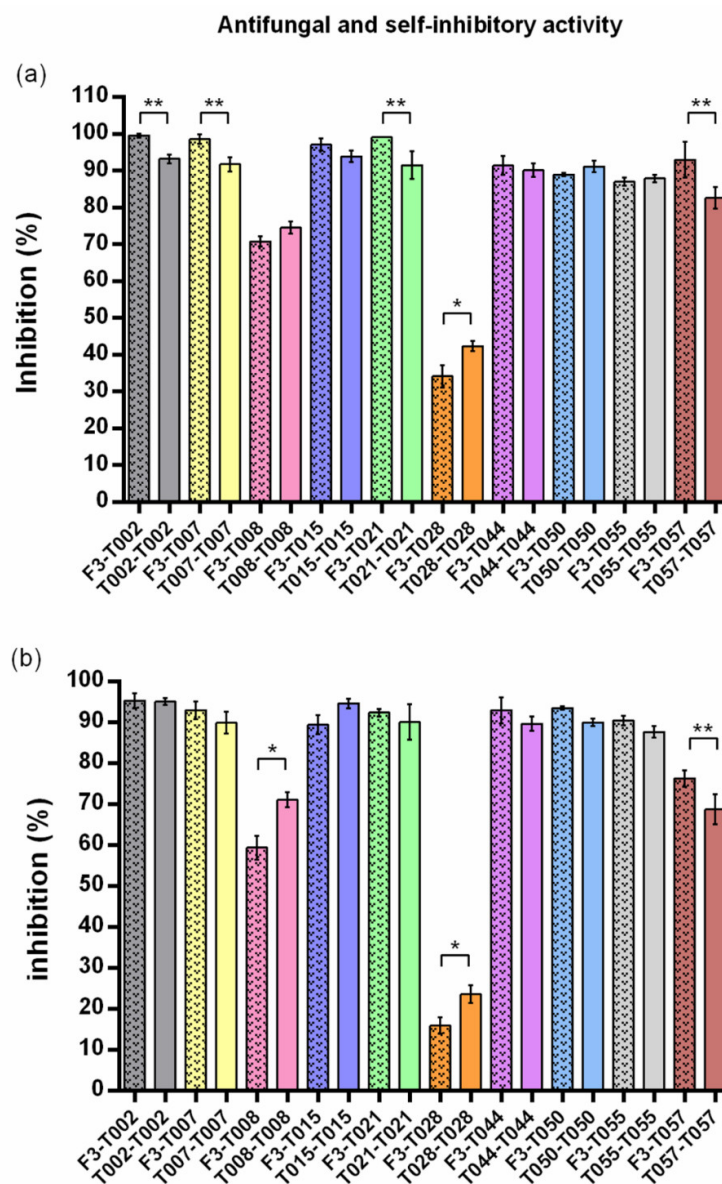 Antifungal and self-inhibitory activity
(a)
110
100
90
80
70
60
50
40
30
20
10
0
Inhibition (%)
** ** ** * **
F3-T002 T002-T002 F3-T007 T007-T007 F3-T008 T008-T008 F3-T015 T015-T015 F3-T021 T021-T021 F3-T028 T028-T028 F3-T044 T044-T044 F3-T050 T050-T050 F3-T055 T055-T055 F3-T057 T057-T057
(b)
100
90
80
70
60
50
40
30
20
10
0
inhibition (%)
* * **
F3-T002 T002-T002 F3-T007 T007-T007 F3-T008 T008-T008 F3-T015 T015-T015 F3-T021 T021-T021 F3-T028 T028-T028 F3-T044 T044-T044 F3-T050 T050-T050 F3-T055 T055-T055 F3-T057 T057-T057